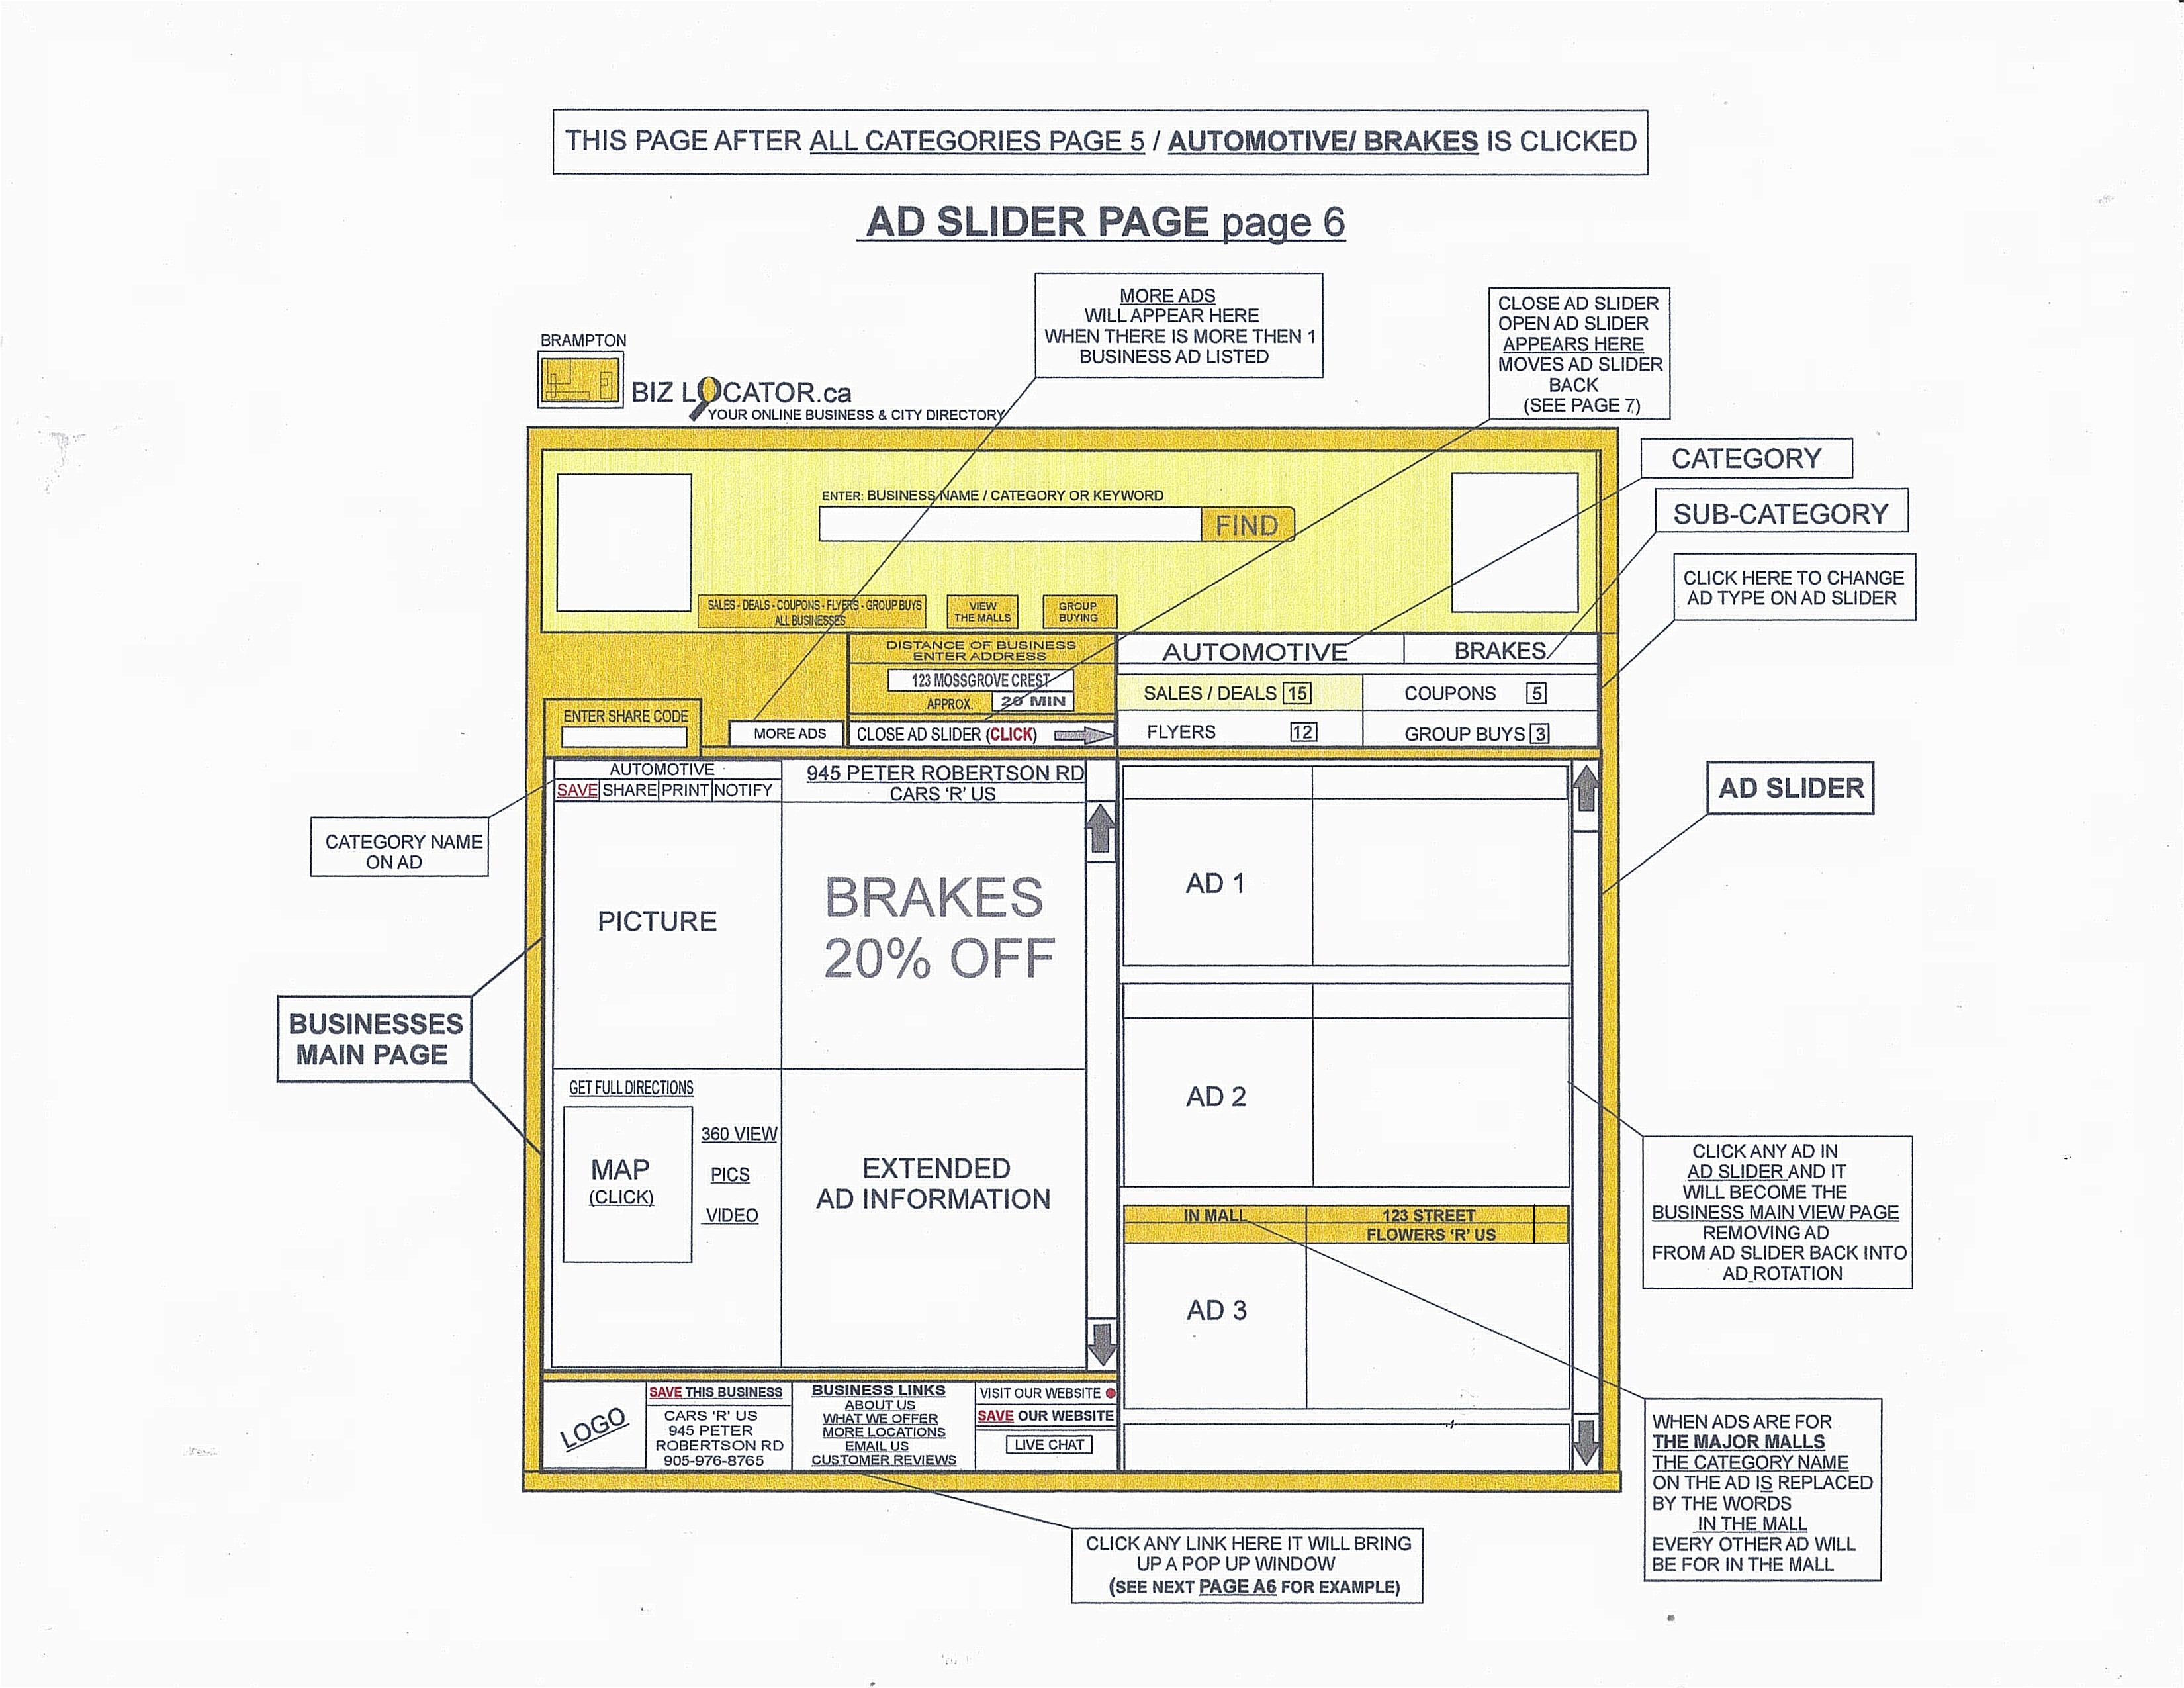 THIS PAGE AFTER ALL CATEGORIES PAGE 5 / AUTOMOTIVE/ BRAKES IS CLICKED
AD SLIDER PAGE page 6
MORE ADS
WILL APPEAR HERE
WHEN THERE IS MORE THEN 1
BUSINESS AD LISTED
CLOSE AD SLIDER
OPEN AD SLIDER
APPEARS HERE
MOVES AD SLIDER
BACK
(SEE PAGE 7)
BRAMPTON
BIZ LOCATOR.ca
YOUR ONLINE BUSINESS & CITY DIRECTORY
CATEGORY
SUB-CATEGORY
CLICK HERE TO CHANGE
AD TYPE ON AD SLIDER
ENTER: BUSINESS NAME / CATEGORY OR KEYWORD
FIND
SALES - DEALS - COUPONS - FLYERS - GROUP BUYS
ALL BUSINESSES
VIEW
THE MALLS
GROUP
BUYING
DISTANCE OF BUSINESS
ENTER ADDRESS
123 MOSSGROVE CREST
APPROX.
20 MIN
AUTOMOTIVE
BRAKES
SALES / DEALS 15
COUPONS 5
FLYERS 12
GROUP BUYS 3
ENTER SHARE CODE
MORE ADS
CLOSE AD SLIDER (CLICK)
AUTOMOTIVE
SAVE SHARE PRINT NOTIFY
945 PETER ROBERTSON RD
CARS ‘R’ US
CATEGORY NAME
ON AD
AD SLIDER
PICTURE
BRAKES
20% OFF
AD 1
BUSINESSES
MAIN PAGE
GET FULL DIRECTIONS
MAP
(CLICK)
360 VIEW
PICS
VIDEO
EXTENDED
AD INFORMATION
AD 2
IN MALL
123 STREET
FLOWERS ‘R’ US
AD 3
CLICK ANY AD IN
AD SLIDER AND IT
WILL BECOME THE
BUSINESS MAIN VIEW PAGE
REMOVING AD
FROM AD SLIDER BACK INTO
AD ROTATION
LOGO
SAVE THIS BUSINESS
CARS ‘R’ US
945 PETER
ROBERTSON RD
905-976-8765
BUSINESS LINKS
ABOUT US
WHAT WE OFFER
MORE LOCATIONS
EMAIL US
CUSTOMER REVIEWS
VISIT OUR WEBSITE
SAVE OUR WEBSITE
LIVE CHAT
WHEN ADS ARE FOR
THE MAJOR MALLS
THE CATEGORY NAME
ON THE AD IS REPLACED
BY THE WORDS
IN THE MALL
EVERY OTHER AD WILL
BE FOR IN THE MALL
CLICK ANY LINK HERE IT WILL BRING
UP A POP UP WINDOW
(SEE NEXT PAGE A6 FOR EXAMPLE)